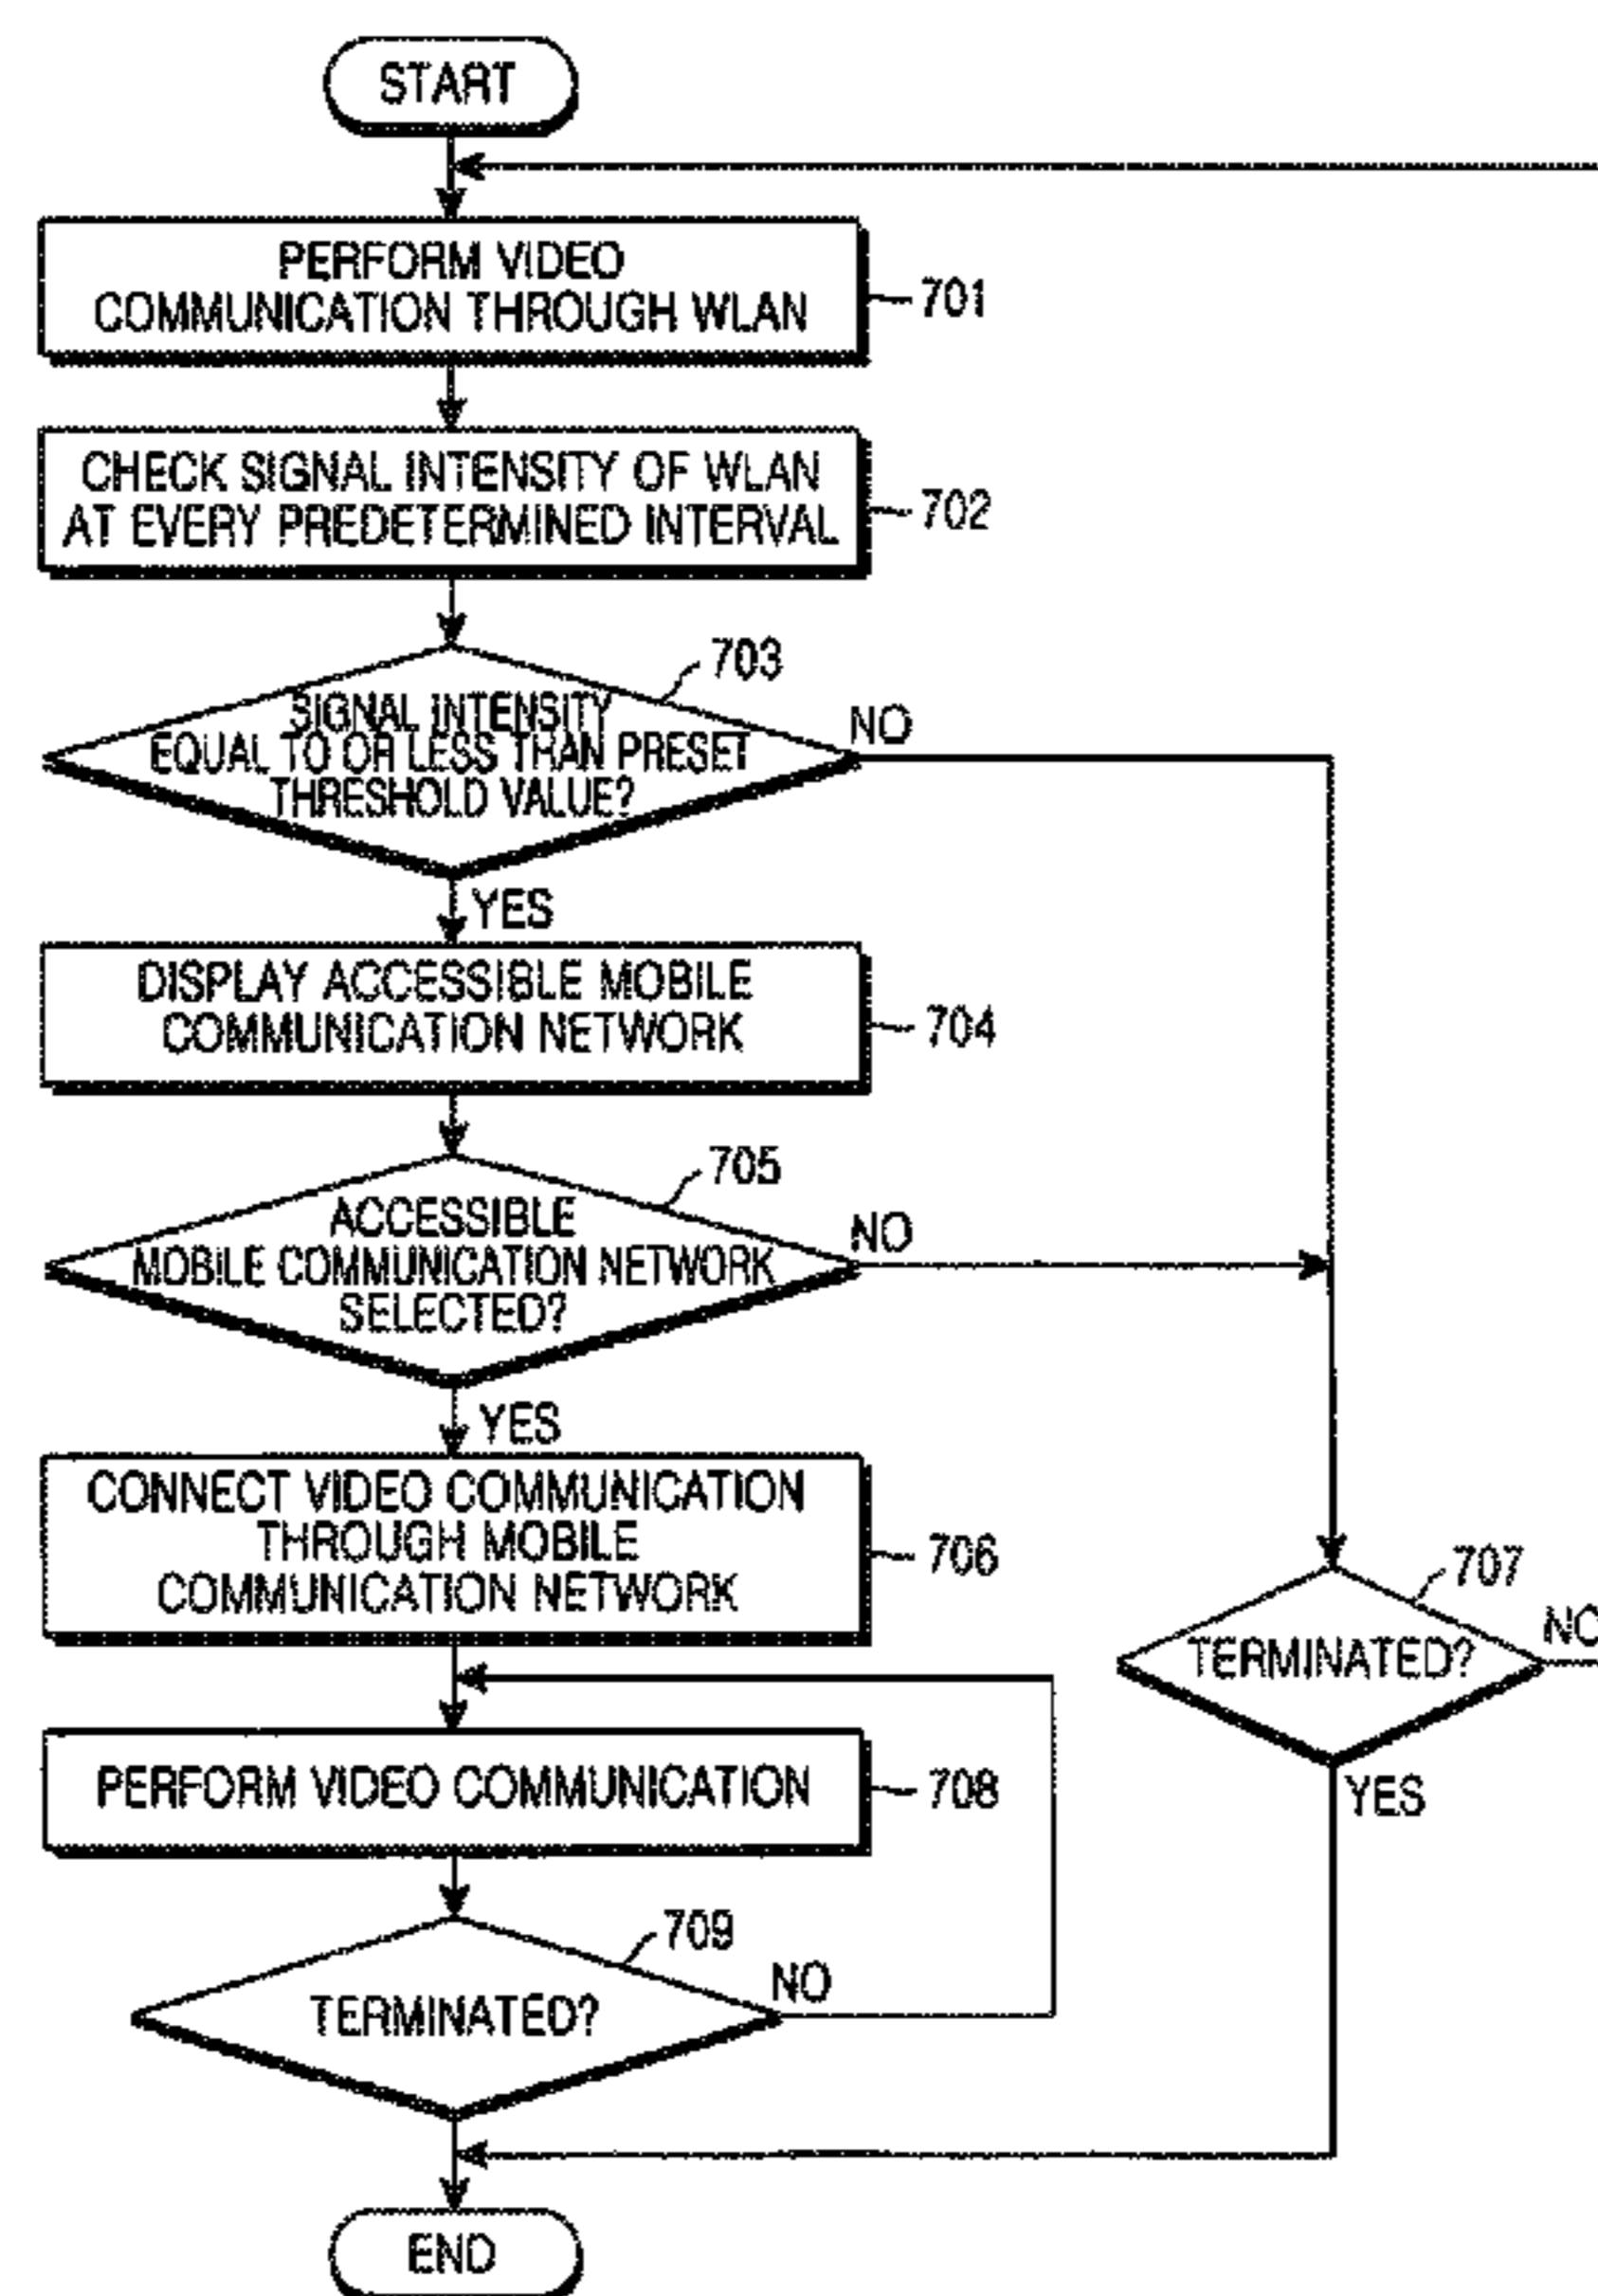 START
PERFORM VIDEO
COMMUNICATION THROUGH WLAN
701
CHECK SIGNAL INTENSITY OF WLAN
AT EVERY PREDETERMINED INTERVAL
702
703
SIGNAL INTENSITY
EQUAL TO OR LESS THAN PRESET
THRESHOLD VALUE?
NO
YES
DISPLAY ACCESSIBLE MOBILE
COMMUNICATION NETWORK
704
705
ACCESSIBLE
MOBILE COMMUNICATION NETWORK
SELECTED?
NO
YES
CONNECT VIDEO COMMUNICATION
THROUGH MOBILE
COMMUNICATION NETWORK
706
707
TERMINATED?
NO
YES
PERFORM VIDEO COMMUNICATION
708
709
TERMINATED?
NO
END